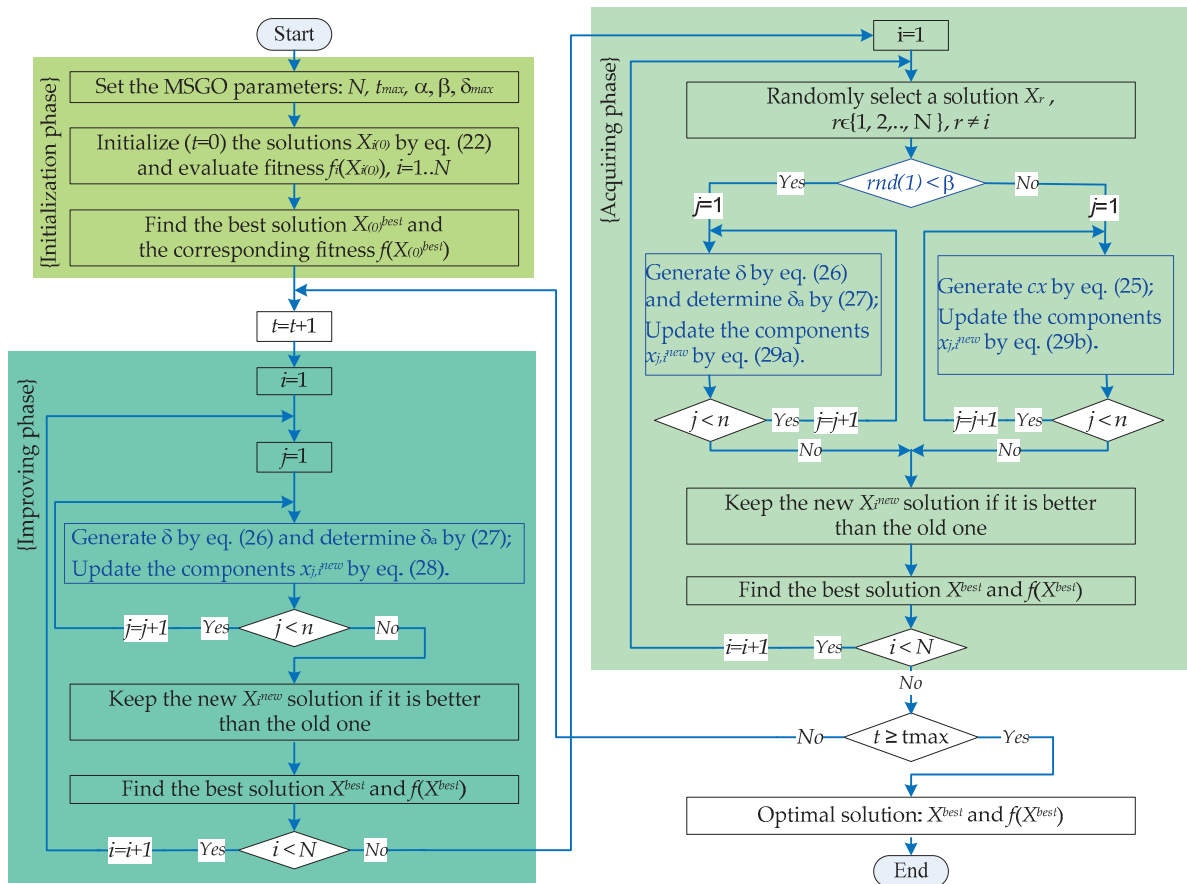 Start
{Initialization phase}
Set the MSGO parameters: N, tmax, α, β, δmax
Initialize (t=0) the solutions Xi(0) by eq. (22)
and evaluate fitness fi(Xi(0)), i=1..N
Find the best solution X(0)best and
the corresponding fitness f(X(0)best)
t=t+1
{Improving phase}
i=1
j=1
Generate δ by eq. (26) and determine δa by (27);
Update the components xj,inew by eq. (28).
j=j+1
Yes
j < n
No
Keep the new Xinew solution if it is better
than the old one
Find the best solution Xbest and f(Xbest)
i=i+1
Yes
i < N
No
{Acquiring phase}
i=1
Randomly select a solution Xr ,
rϵ{1, 2,.., N }, r ≠ i
Yes
rnd(1) < β
No
j=1
j=1
Generate δ by eq. (26)
and determine δa by (27);
Update the components
xj,inew by eq. (29a).
Generate cx by eq. (25);
Update the components
xj,inew by eq. (29b).
j < n
Yes
j=j+1
j=j+1
Yes
j < n
No
No
Keep the new Xinew solution if it is better
than the old one
Find the best solution Xbest and f(Xbest)
i=i+1
Yes
i < N
No
No
t ≥ tmax
Yes
Optimal solution: Xbest and f(Xbest)
End